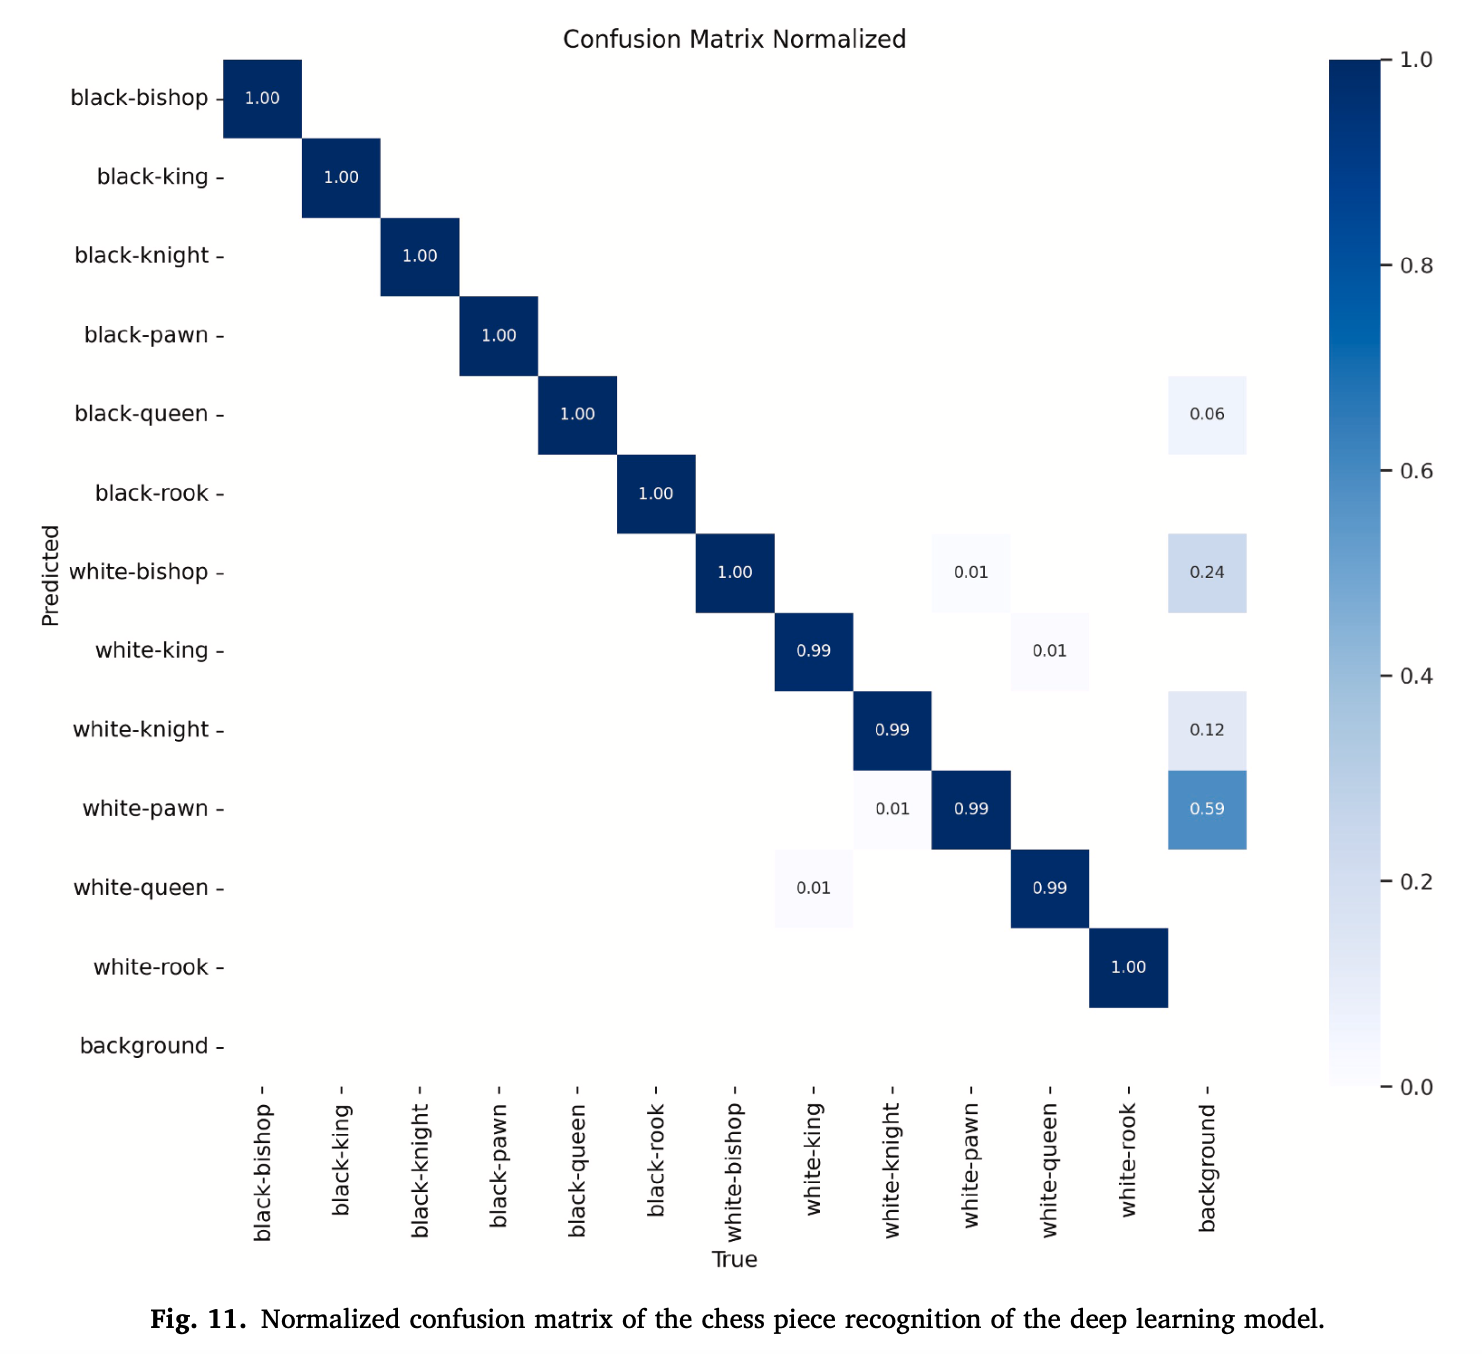 Confusion Matrix Normalized
black-bishop 1.00
black-king 1.00
black-knight 1.00
black-pawn 1.00
black-queen 1.00 0.06
black-rook 1.00
white-bishop 1.00 0.01 0.24
white-king 0.99 0.01
white-knight 0.99 0.12
white-pawn 0.01 0.99 0.59
white-queen 0.01 0.99
white-rook 1.00
background
Predicted
black-bishop
black-king
black-knight
black-pawn
black-queen
black-rook
white-bishop
white-king
white-knight
white-pawn
white-queen
white-rook
background
True
1.0
0.8
0.6
0.4
0.2
0.0
Fig. 11. Normalized confusion matrix of the chess piece recognition of the deep learning model.